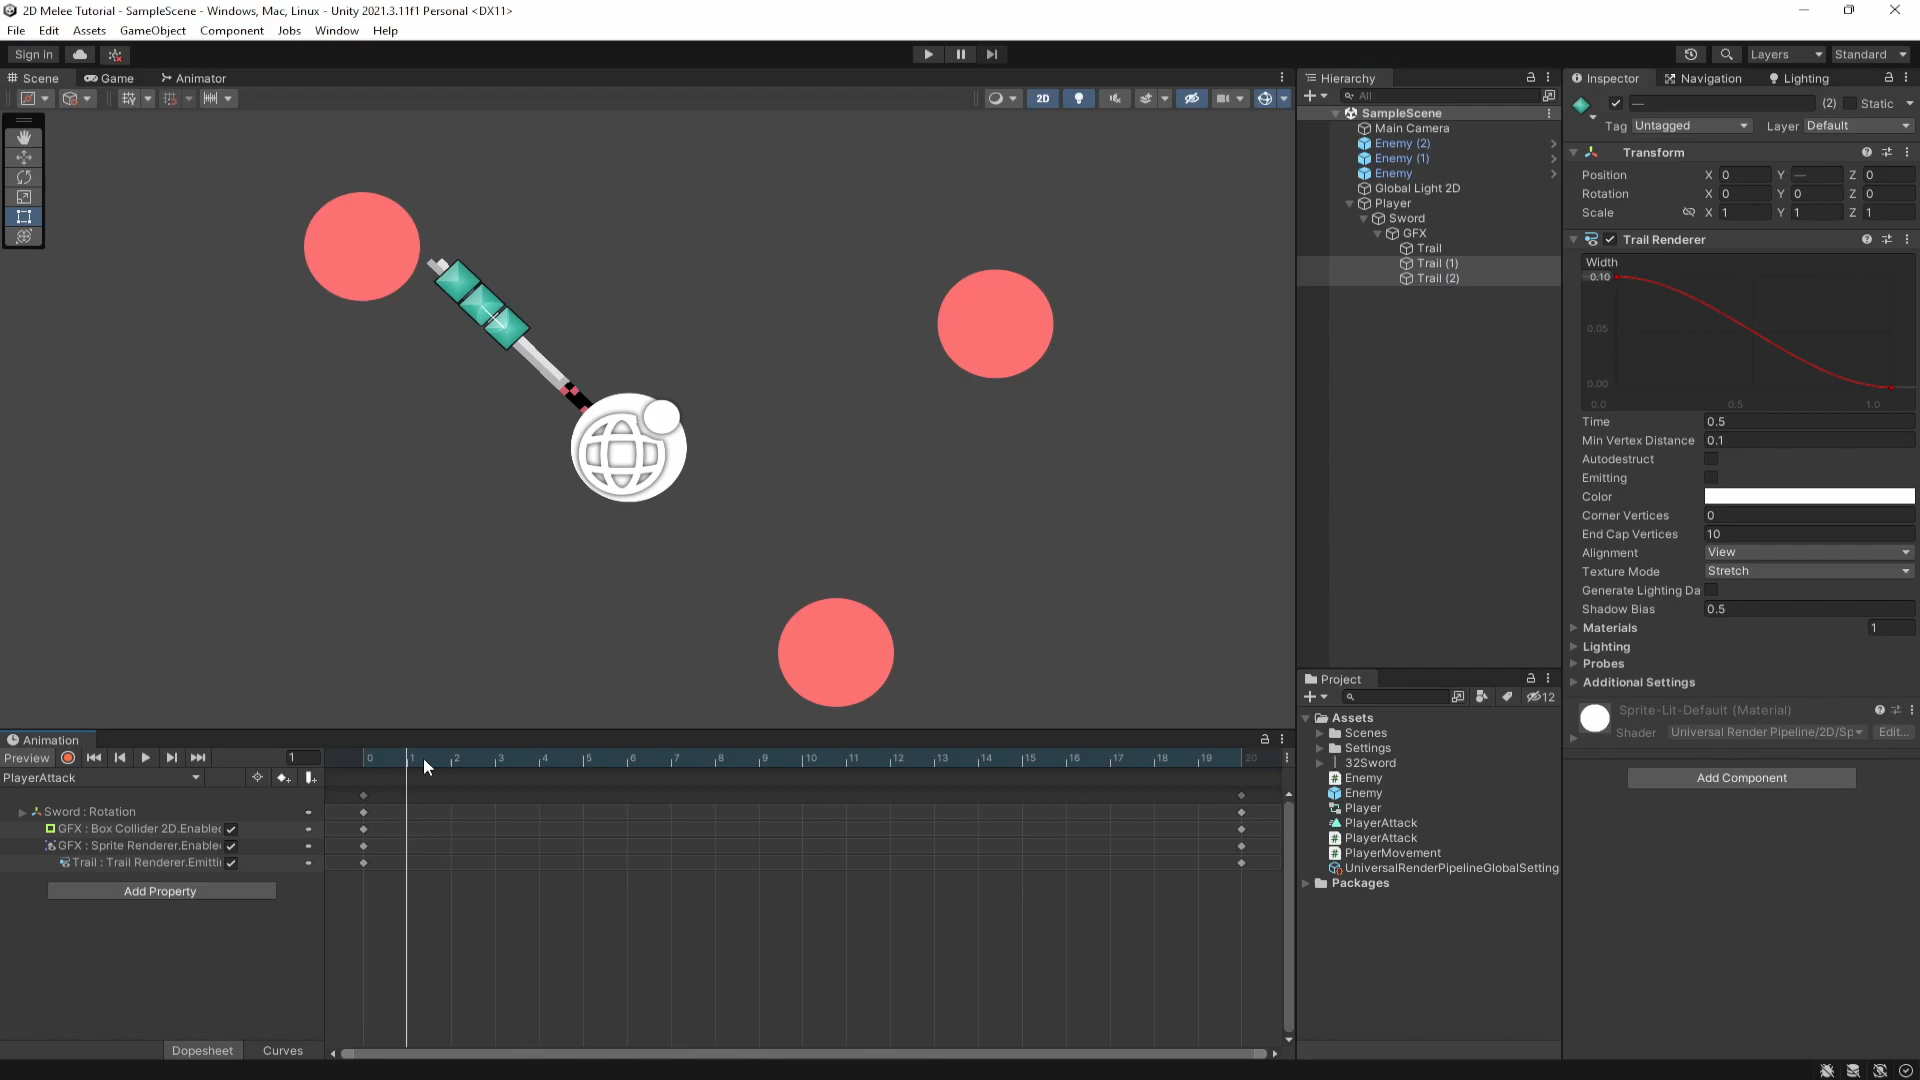 2D Melee Tutorial - SampleScene - Windows, Mac, Linux - Unity 2021.3.11f1 Personal <DX11>
File Edit Assets GameObject Component Jobs Window Help
Sign in
Layers
Standard
Scene
Game
Animator
2D
Hierarchy
All
SampleScene
Main Camera
Enemy (2)
Enemy (1)
Enemy
Global Light 2D
Player
Sword
GFX
Trail
Trail (1)
Trail (2)
Inspector
Navigation
Lighting
— (2) Static
Tag Untagged Layer Default
Transform
Position X 0 Y — Z 0
Rotation X 0 Y 0 Z 0
Scale X 1 Y 1 Z 1
Trail Renderer
Width
0.10
0.05
0.00
0.0 0.5 1.0
Time 0.5
Min Vertex Distance 0.1
Autodestruct
Emitting
Color
Corner Vertices 0
End Cap Vertices 10
Alignment View
Texture Mode Stretch
Generate Lighting Da
Shadow Bias 0.5
Materials 1
Lighting
Probes
Additional Settings
Sprite-Lit-Default (Material)
Shader Universal Render Pipeline/2D/Sp Edit...
Add Component
Project
12
Assets
Scenes
Settings
32Sword
Enemy
Enemy
Player
PlayerAttack
PlayerAttack
PlayerMovement
UniversalRenderPipelineGlobalSetting
Packages
Animation
Preview 1
0 1 2 3 4 5 6 7 8 9 10 11 12 13 14 15 16 17 18 19 20
PlayerAttack
Sword : Rotation
GFX : Box Collider 2D.Enabled
GFX : Sprite Renderer.Enabled
Trail : Trail Renderer.Emitti
Add Property
Dopesheet Curves